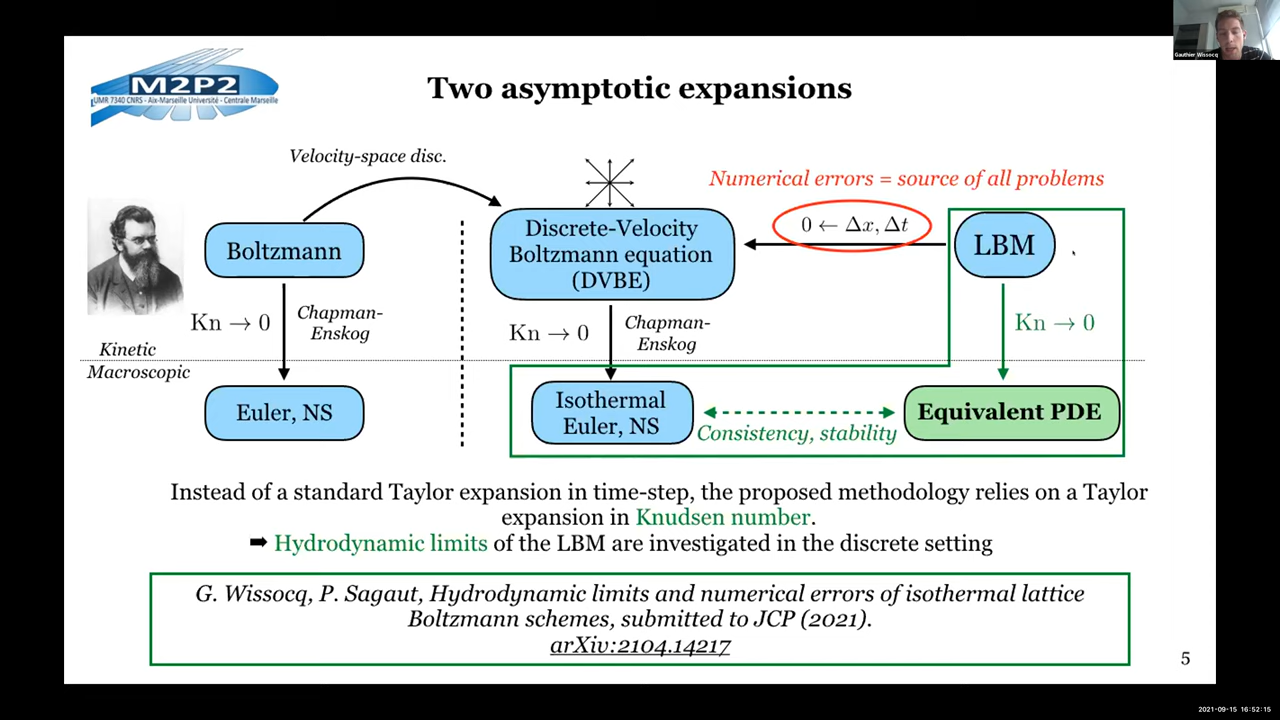 Gauthier Wissocq
M2P2
UMR 7340 CNRS - Aix-Marseille Université - Centrale Marseille
Two asymptotic expansions
Velocity-space disc.
Numerical errors = source of all problems
Boltzmann
Discrete-Velocity
Boltzmann equation
(DVBE)
0 ← Δx, Δt
LBM
Kn → 0
Chapman-
Enskog
Kn → 0
Chapman-
Enskog
Kn → 0
Kinetic
Macroscopic
Euler, NS
Isothermal
Euler, NS
Consistency, stability
Equivalent PDE
Instead of a standard Taylor expansion in time-step, the proposed methodology relies on a Taylor
expansion in Knudsen number.
➡ Hydrodynamic limits of the LBM are investigated in the discrete setting
G. Wissocq, P. Sagaut, Hydrodynamic limits and numerical errors of isothermal lattice
Boltzmann schemes, submitted to JCP (2021).
arXiv:2104.14217
5
2021-09-15 16:52:15